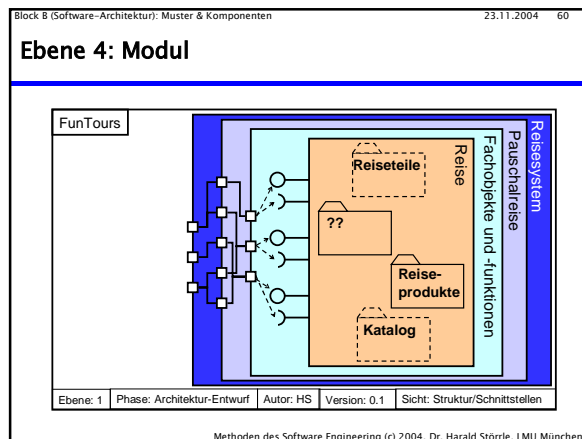 Block B (Software-Architektur): Muster & Komponenten 23.11.2004 60
Ebene 4: Modul
FunTours
Reisesystem
Pauschalreise
Fachobjekte und -funktionen
Reise
Reiseteile
??
Reise-
produkte
Katalog
Ebene: 1 Phase: Architektur-Entwurf Autor: HS Version: 0.1 Sicht: Struktur/Schnittstellen
Methoden des Software Engineering (c) 2004, Dr. Harald Störrle, LMU München